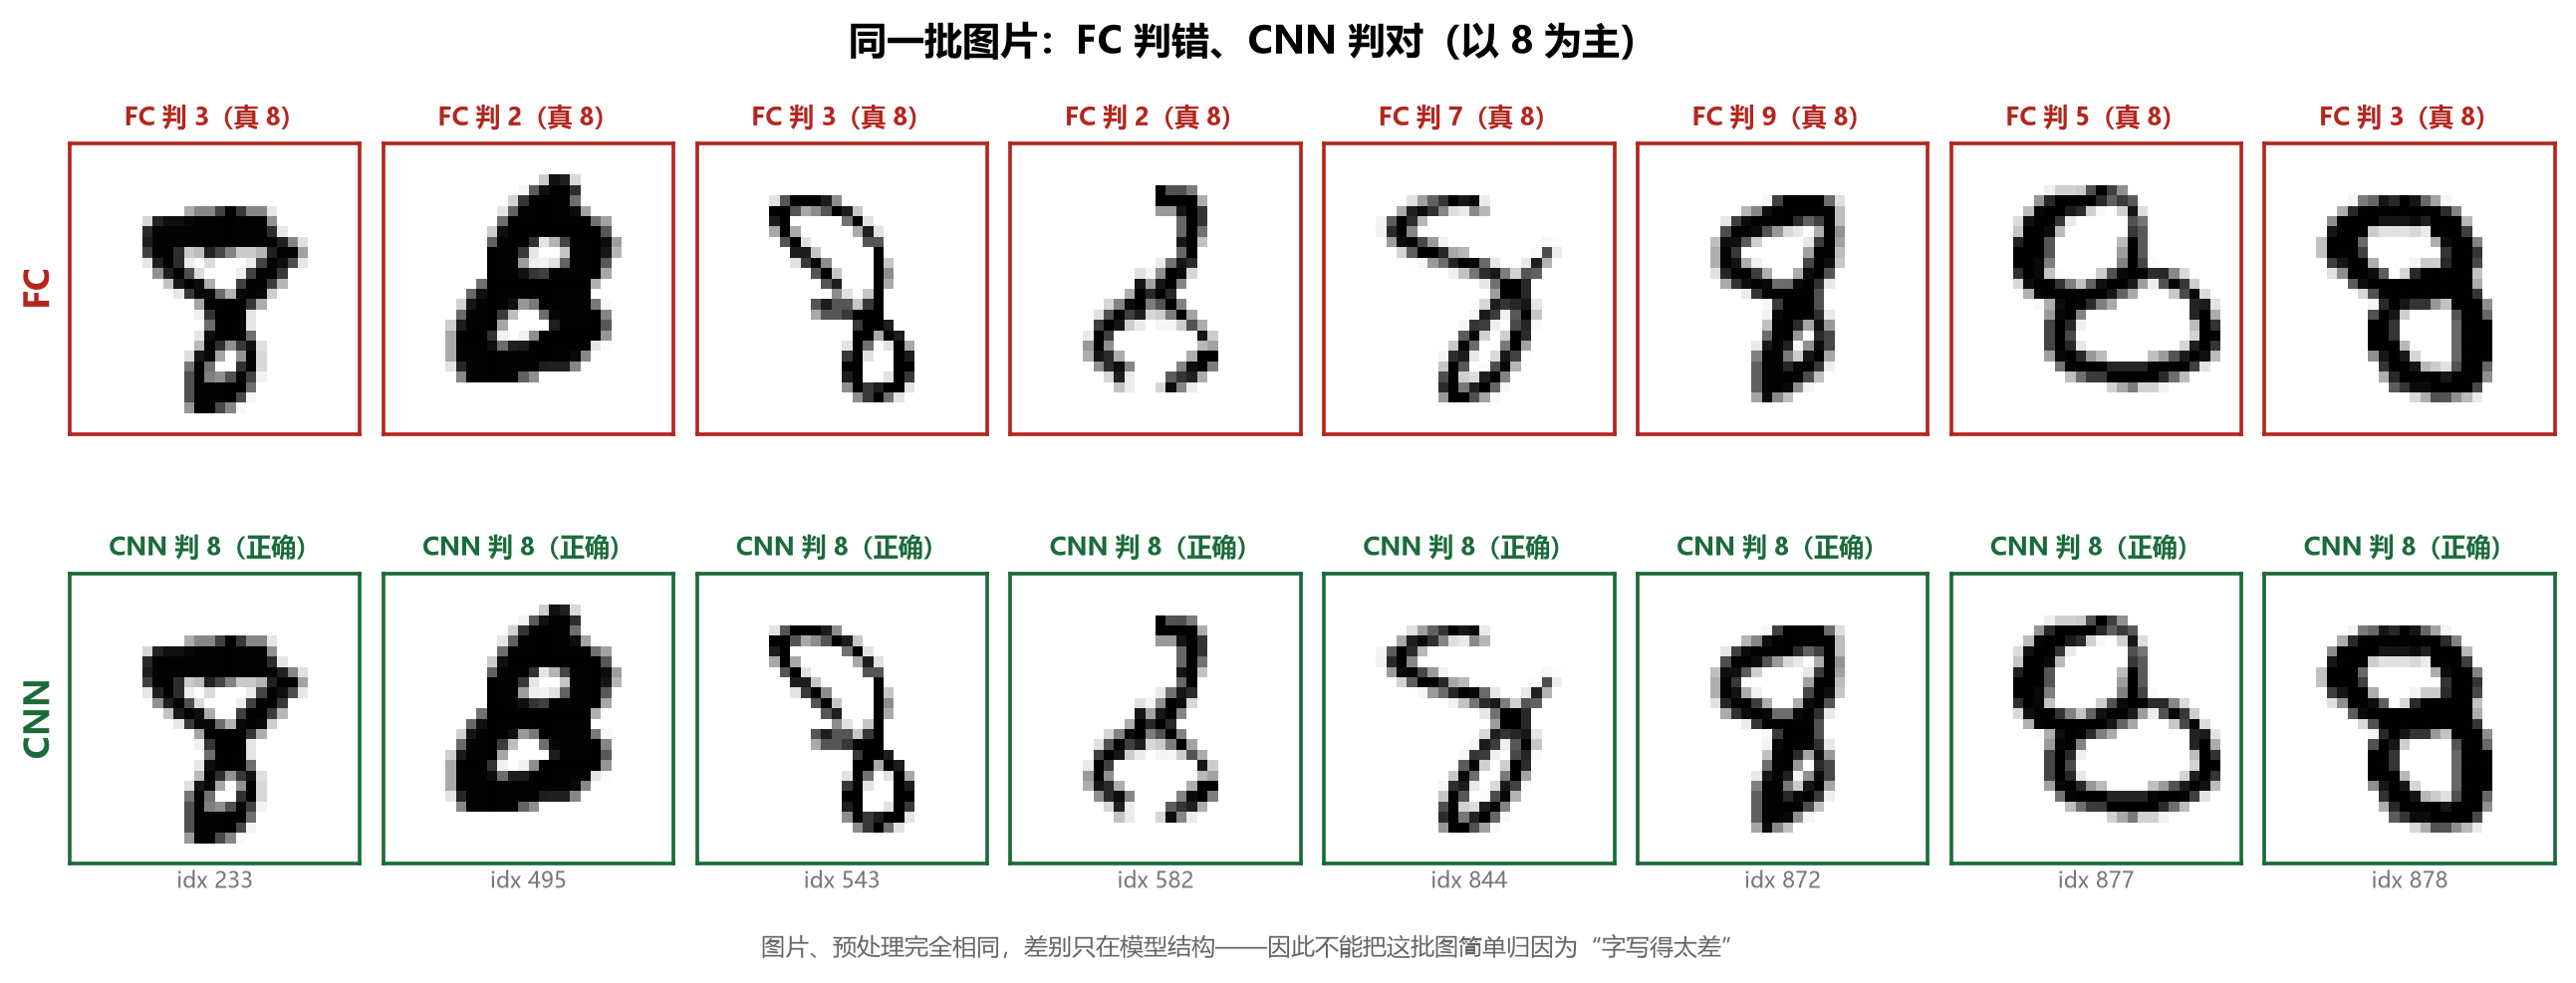 同一批图片：FC 判错、CNN 判对（以 8 为主）
FC 判 3（真 8） FC 判 2（真 8） FC 判 3（真 8） FC 判 2（真 8） FC 判 7（真 8） FC 判 9（真 8） FC 判 5（真 8） FC 判 3（真 8）
FC
CNN 判 8（正确） CNN 判 8（正确） CNN 判 8（正确） CNN 判 8（正确） CNN 判 8（正确） CNN 判 8（正确） CNN 判 8（正确） CNN 判 8（正确）
CNN
idx 233 idx 495 idx 543 idx 582 idx 844 idx 872 idx 877 idx 878
图片、预处理完全相同，差别只在模型结构——因此不能把这批图简单归因为“字写得太差”